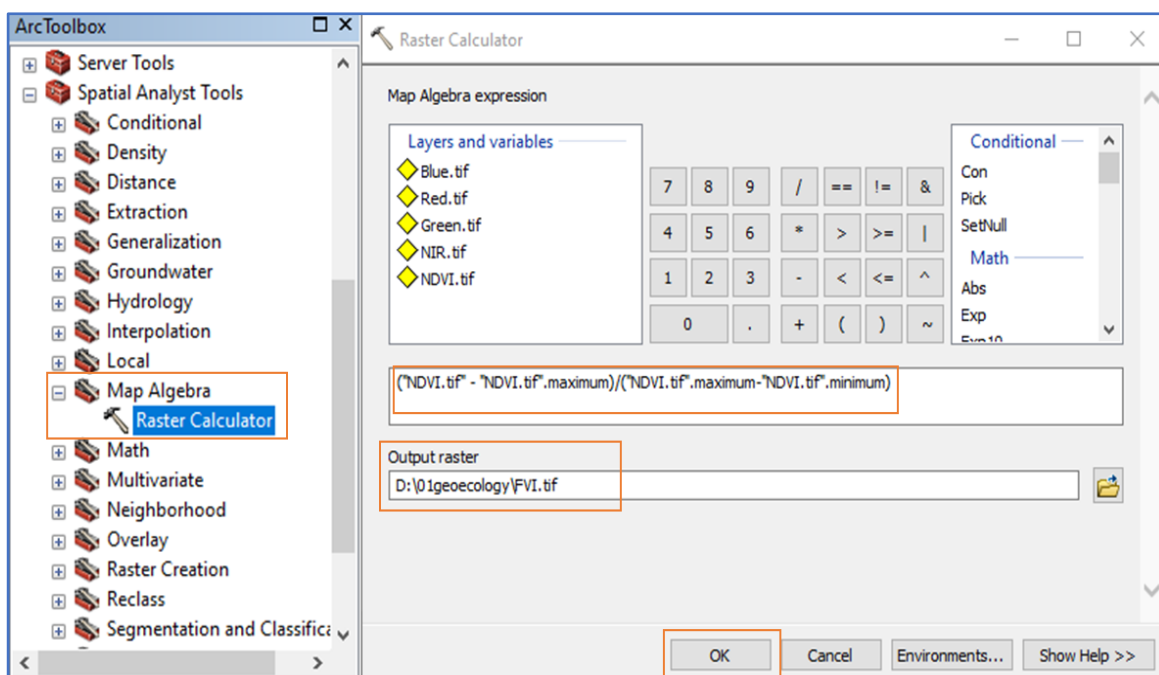 ArcToolbox
Server Tools
Spatial Analyst Tools
Conditional
Density
Distance
Extraction
Generalization
Groundwater
Hydrology
Interpolation
Local
Map Algebra
Raster Calculator
Math
Multivariate
Neighborhood
Overlay
Raster Creation
Reclass
Segmentation and Classifica
Raster Calculator
Map Algebra expression
Layers and variables
Blue.tif
Red.tif
Green.tif
NIR.tif
NDVI.tif
7 8 9 / == != &
4 5 6 * > >= |
1 2 3 - < <= ^
0 . + ( ) ~
Conditional
Con
Pick
SetNull
Math
Abs
Exp
Exp10
("NDVI.tif" - "NDVI.tif".maximum)/("NDVI.tif".maximum-"NDVI.tif".minimum)
Output raster
D:\01geoecology\FVI.tif
OK Cancel Environments... Show Help >>